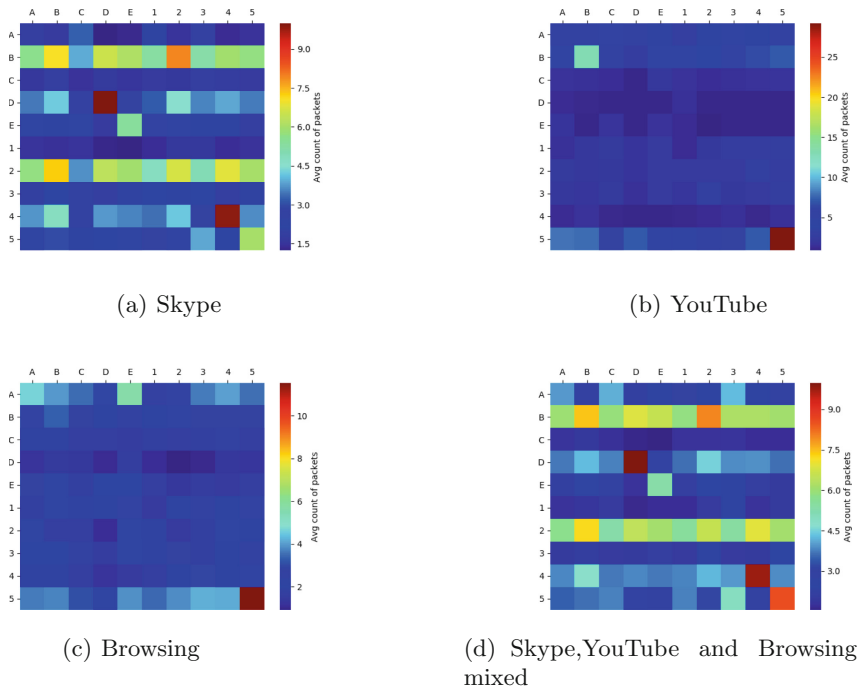 A B C D E 1 2 3 4 5
A
B
C
D
E
1
2
3
4
5
9.0
7.5
6.0
4.5
3.0
1.5
Avg count of packets
(a) Skype
A B C D E 1 2 3 4 5
A
B
C
D
E
1
2
3
4
5
25
20
15
10
5
Avg count of packets
(b) YouTube
A B C D E 1 2 3 4 5
A
B
C
D
E
1
2
3
4
5
10
8
6
4
2
Avg count of packets
(c) Browsing
A B C D E 1 2 3 4 5
A
B
C
D
E
1
2
3
4
5
9.0
7.5
6.0
4.5
3.0
Avg count of packets
(d) Skype,YouTube and Browsing
mixed